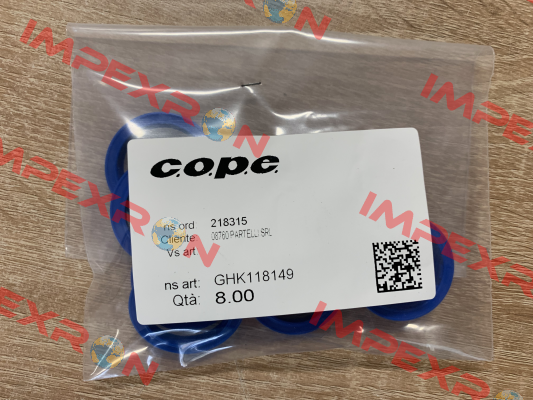 IMPEXRON
IMPEXRON
IMPEXRON
c.o.p.e.
ns ord 218315
Cliente 08760 PARTELLI SRL
Vs art
ns art: GHK118149
Qtà: 8.00
IMPEXRON
IMPEXRON